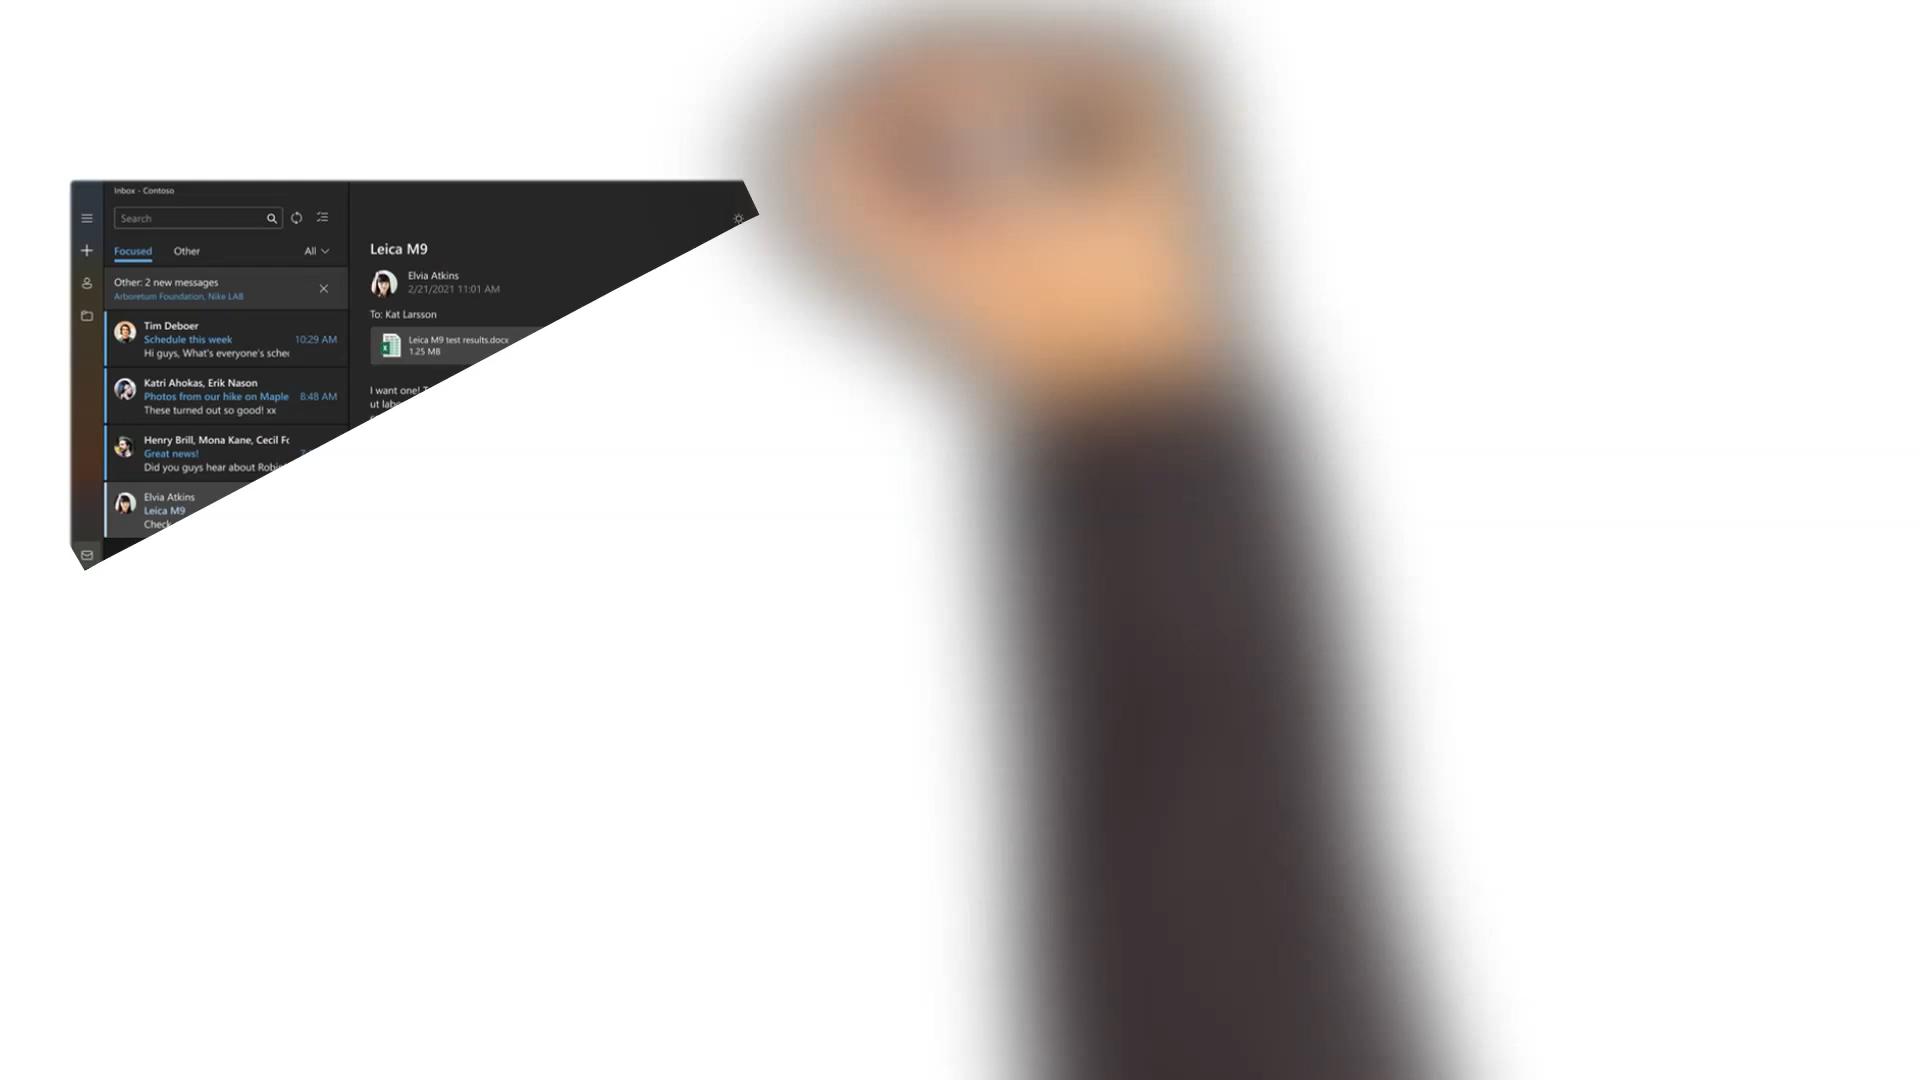 Inbox - Contoso
Search
Focused Other All
Other: 2 new messages
Arboretum Foundation, Nike LAB
Tim Deboer
Schedule this week 10:29 AM
Hi guys, What's everyone's
Katri Ahokas, Erik Nason
Photos from our hike on Maple 8:48 AM
These turned out so good! xx
Henry Brill, Mona Kane, Cecil
Great news!
Did you guys hear about
Elvia Atkins
Leica M9
Check
Leica M9
Elvia Atkins
2/21/2021 11:01 AM
To: Kat Larsson
Leica M9 test results.docx
1.25 MB
I want one!
ut